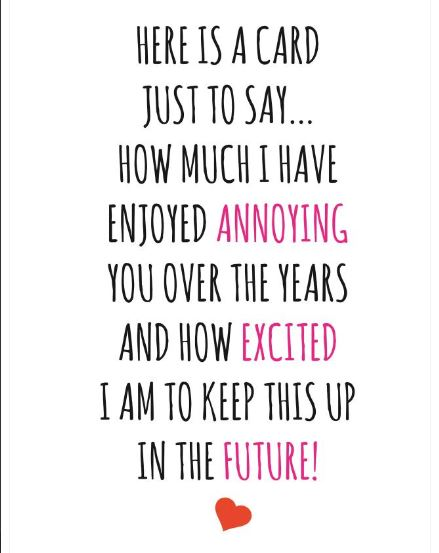 HERE IS A CARD
JUST TO SAY...
HOW MUCH I HAVE
ENJOYED ANNOYING
YOU OVER THE YEARS
AND HOW EXCITED
I AM TO KEEP THIS UP
IN THE FUTURE!